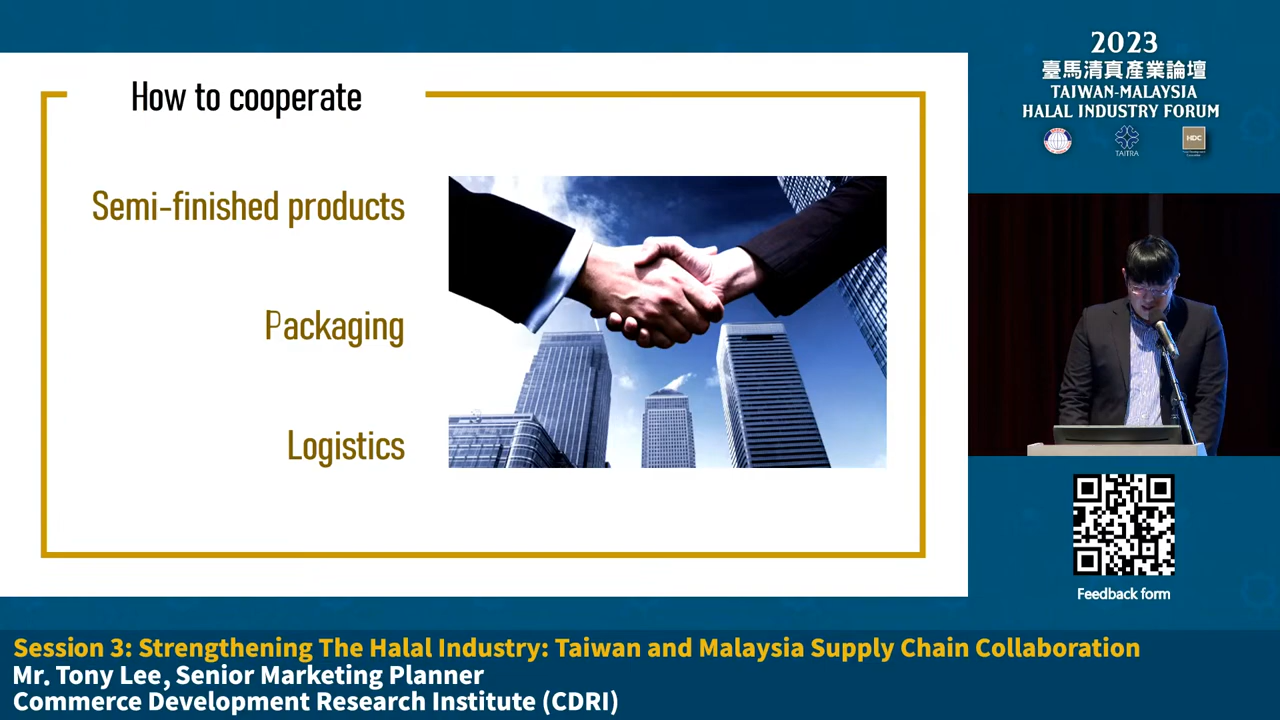 How to cooperate
Semi-finished products
Packaging
Logistics
2023
臺馬清真產業論壇
TAIWAN-MALAYSIA
HALAL INDUSTRY FORUM
TAITRA
HDC
Feedback form
Session 3: Strengthening The Halal Industry: Taiwan and Malaysia Supply Chain Collaboration
Mr. Tony Lee, Senior Marketing Planner
Commerce Development Research Institute (CDRI)